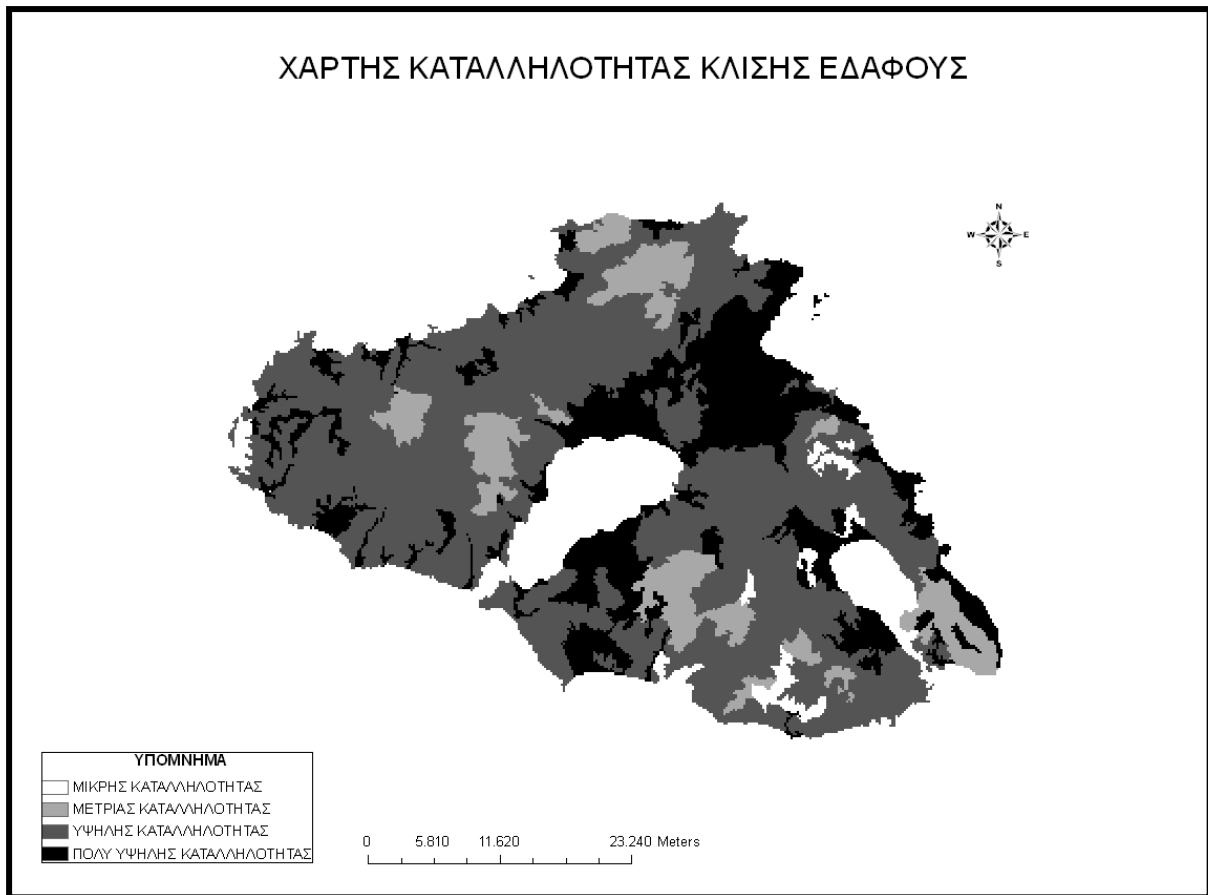 ΧΑΡΤΗΣ ΚΑΤΑΛΛΗΛΟΤΗΤΑΣ ΚΛΙΣΗΣ ΕΔΑΦΟΥΣ
N
W E
S
ΥΠΟΜΝΗΜΑ
ΜΙΚΡΗΣ ΚΑΤΑΛΛΗΛΟΤΗΤΑΣ
ΜΕΤΡΙΑΣ ΚΑΤΑΛΛΗΛΟΤΗΤΑΣ
ΥΨΗΛΗΣ ΚΑΤΑΛΛΗΛΟΤΗΤΑΣ
ΠΟΛΥ ΥΨΗΛΗΣ ΚΑΤΑΛΛΗΛΟΤΗΤΑΣ
0 5.810 11.620 23.240 Meters